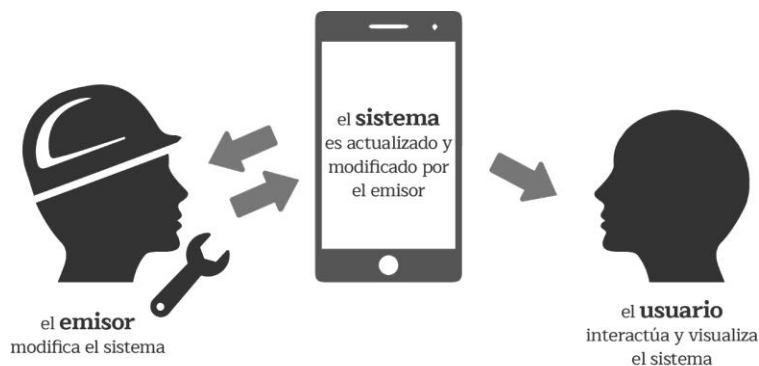 el sistema
es actualizado y
modificado por
el emisor
el emisor
modifica el sistema
el usuario
interactúa y visualiza
el sistema